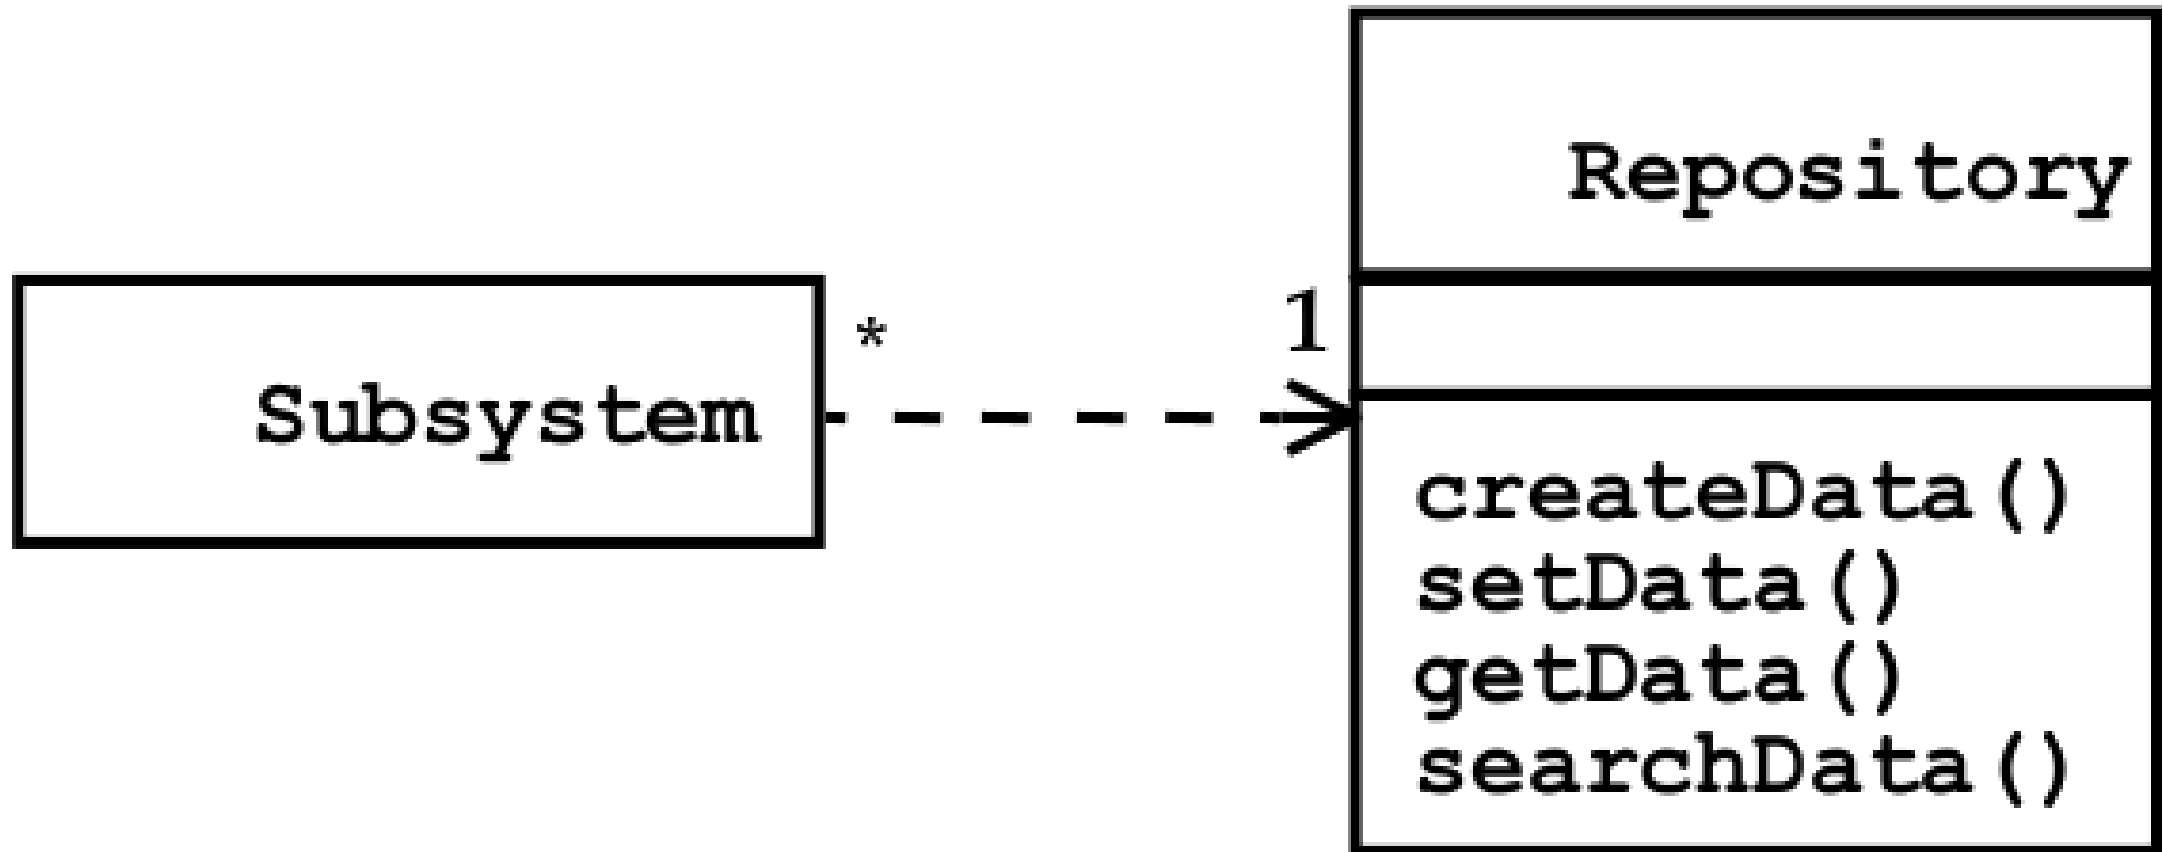 Repository
Subsystem
*
1
createData()
setData()
getData()
searchData()